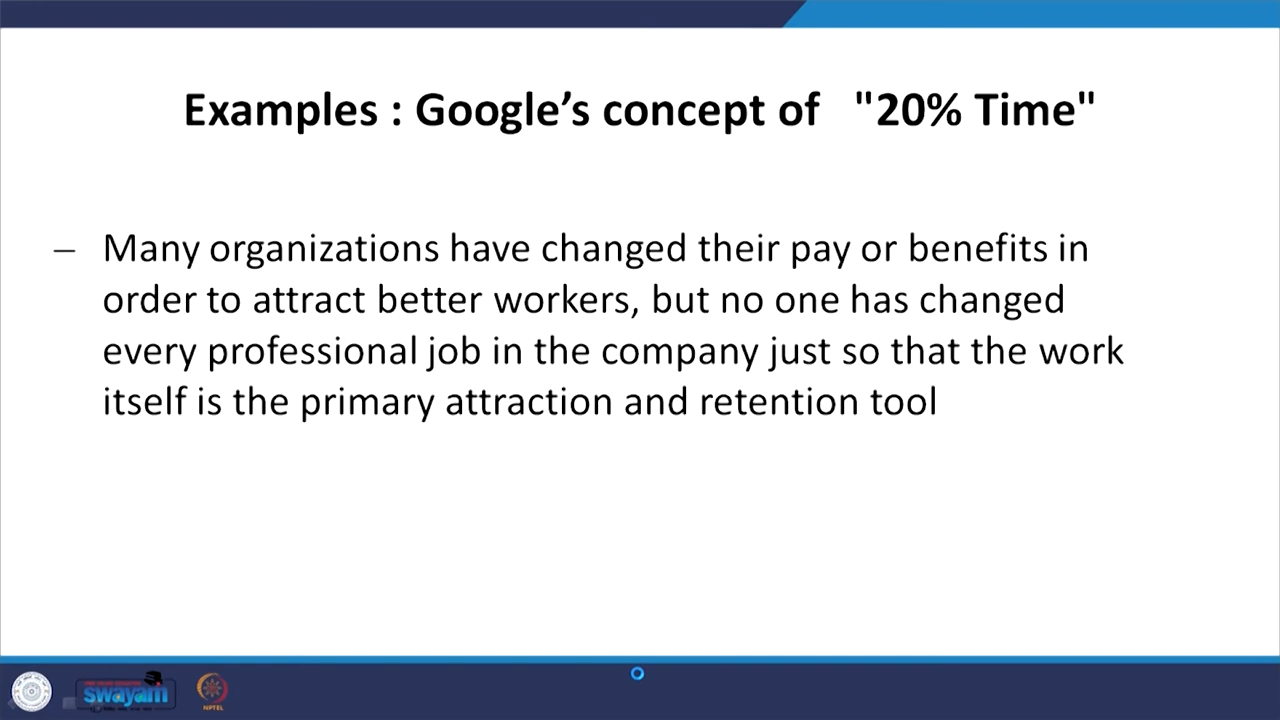 Examples : Google’s concept of "20% Time"
– Many organizations have changed their pay or benefits in
order to attract better workers, but no one has changed
every professional job in the company just so that the work
itself is the primary attraction and retention tool
swayam
NPTEL